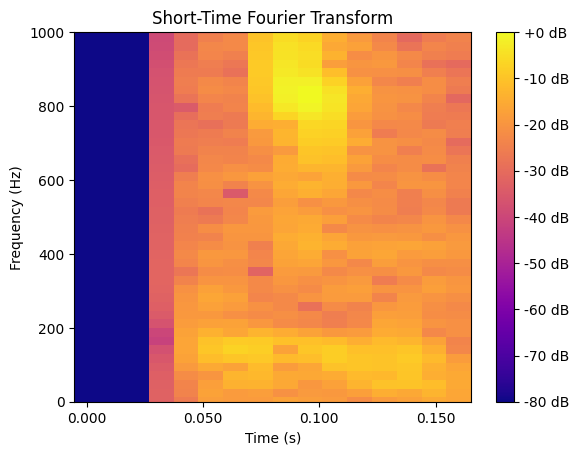 Short-Time Fourier Transform
Frequency (Hz)
1000
800
600
400
200
0
0.000
0.050
0.100
0.150
Time (s)
+0 dB
-10 dB
-20 dB
-30 dB
-40 dB
-50 dB
-60 dB
-70 dB
-80 dB